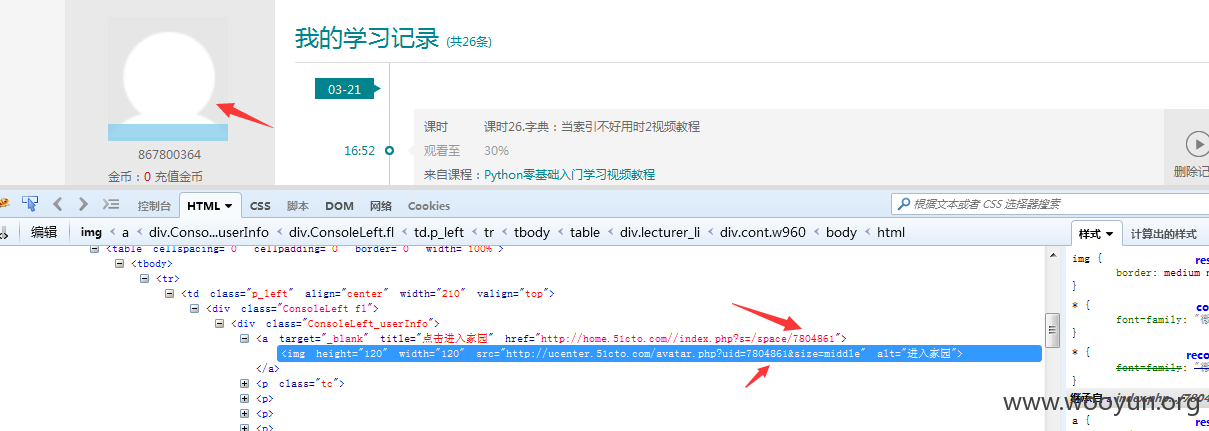 我的学习记录 (共26条)
03-21
867800364
金币：0 充值金币
16:52
课时 课时26.字典：当索引不好用时2视频教程
观看至 30%
来自课程：Python零基础入门学习视频教程
删除记
控制台 HTML CSS 脚本 DOM 网络 Cookies
根据文本或者 CSS 选择器搜索
编辑 img < a < div.Conso...userInfo < div.ConsoleLeft.fl < td.p_left < tr < tbody < table < div.lecturer_li < div.cont.w960 < body < html
样式 计算出的样式
<table cellspacing="0" cellpadding="0" border="0" width="100%">
<tbody>
<tr>
<td class="p_left" align="center" width="210" valign="top">
<div class="ConsoleLeft fl">
<div class="ConsoleLeft_userInfo">
<a target="_blank" title="点击进入家园" href="http://home.51cto.com//index.php?s=/space/7804861">
<img height="120" width="120" src="http://ucenter.51cto.com/avatar.php?uid=7804861&size=middle" alt="进入家园">
</a>
<p class="tc">
<p>
<p>
<p>
img {
res
border: medium n
}
* {
co
font-family: "微
}
* {
reco
font-family: "微
}
继承自 index.php...7804
a {
res
www.wooyun.org